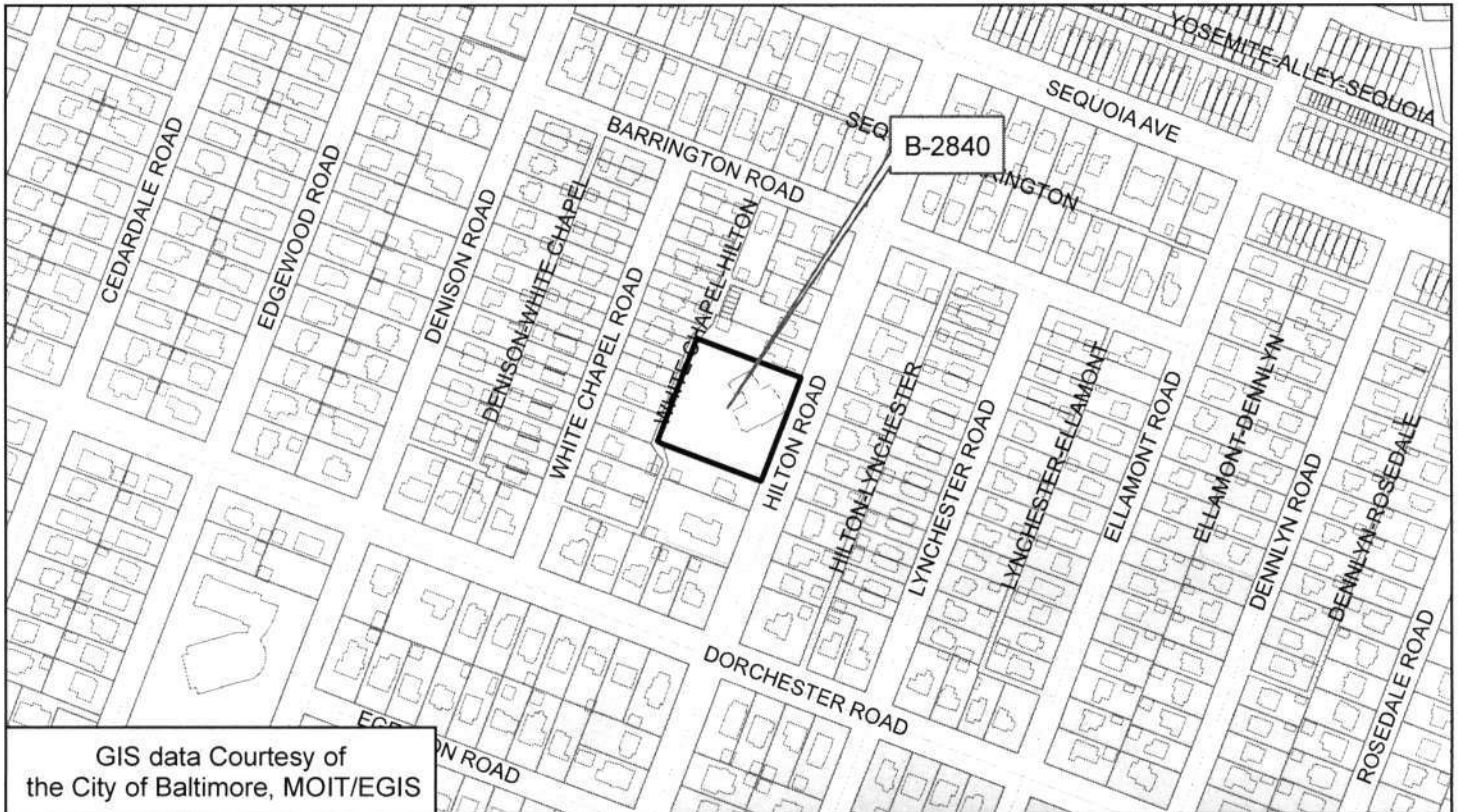 YOSEMITE-ALLEY-SEQUOIA
SEQUOIA AVE
BARRINGTON ROAD
B-2840
CEDARDALE ROAD
EDGEWOOD ROAD
DENISON ROAD
DENISON-WHITE CHAPEL
WHITE CHAPEL ROAD
WHITE CHAPEL-HILTON
HILTON ROAD
HILTON-LYNCHESTER
LYNCHESTER ROAD
LYNCHESTER-ELLAMONT
ELLAMONT ROAD
ELLAMONT-DENNLYN
DENNLYN ROAD
DENNLYN-ROSEDALE
ROSEDALE ROAD
DORCHESTER ROAD
ROAD
GIS data Courtesy of
the City of Baltimore, MOIT/EGIS